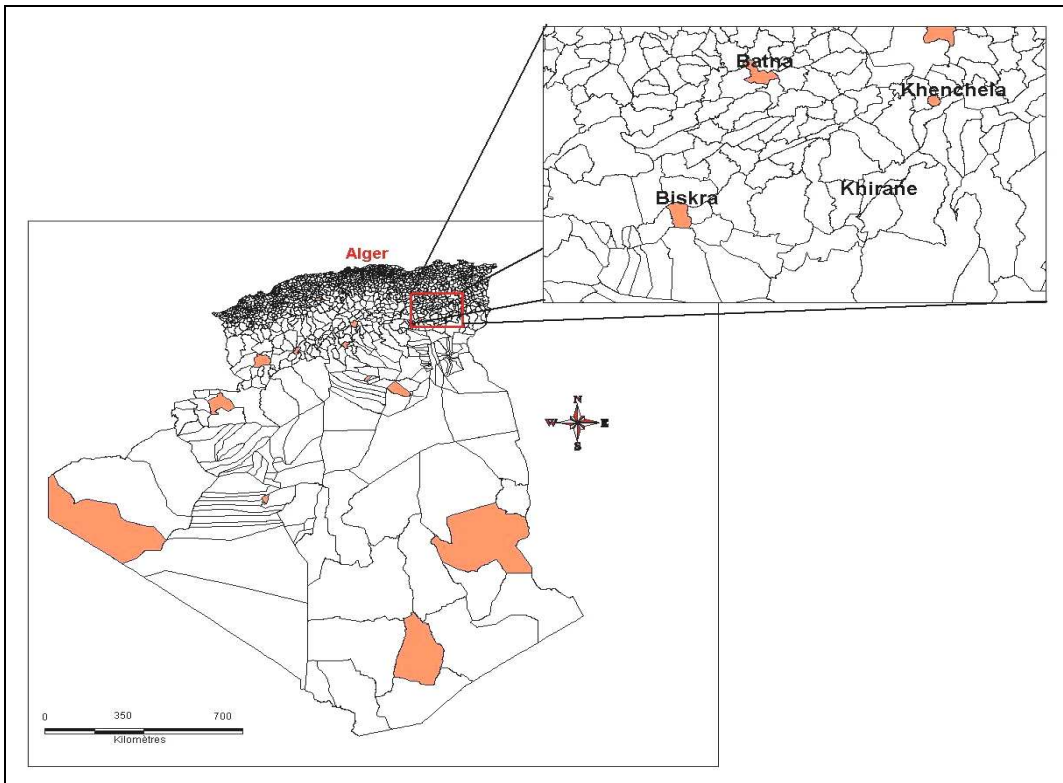 Batna
Khenchela
Khirane
Biskra
Alger
N
W E
S
0 350 700
Kilomètres